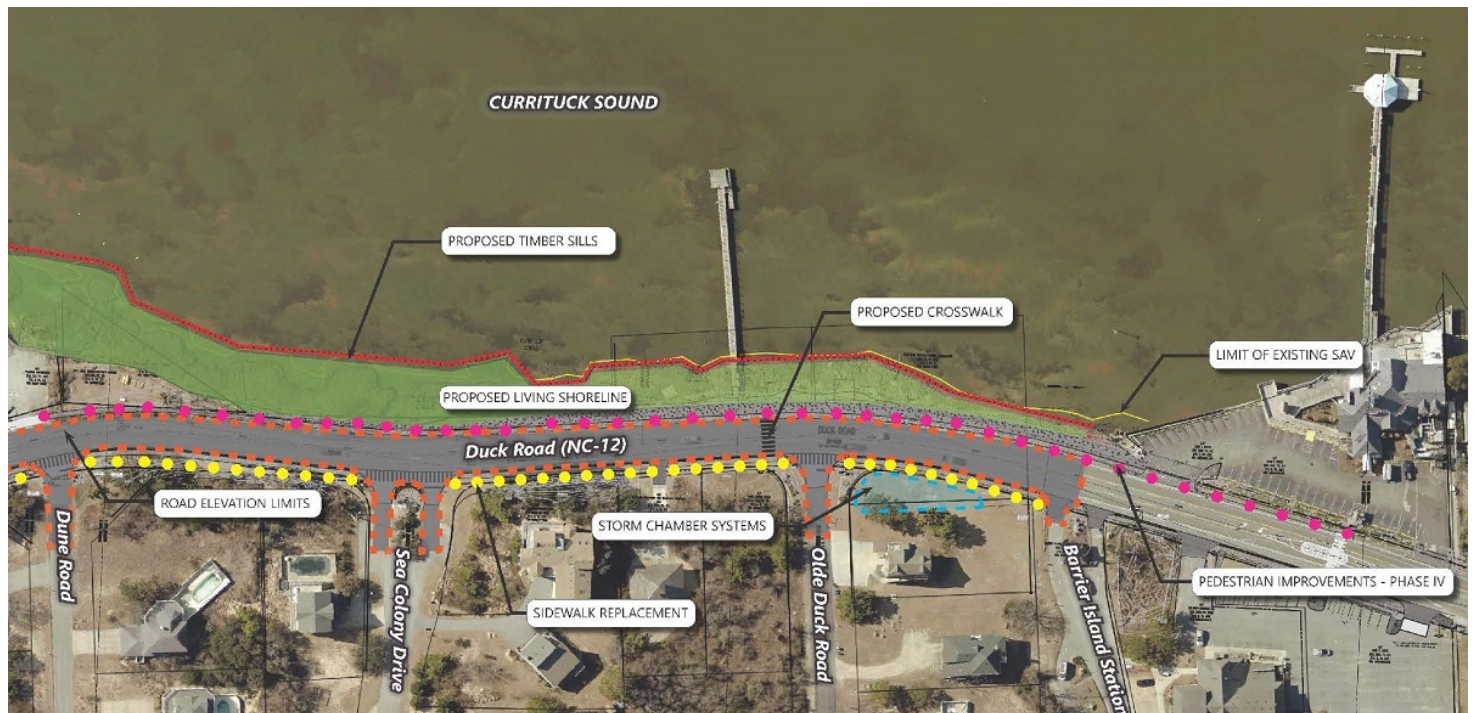 CURRITUCK SOUND
PROPOSED TIMBER SILLS
PROPOSED CROSSWALK
LIMIT OF EXISTING SAV
PROPOSED LIVING SHORELINE
Duck Road (NC-12)
ROAD ELEVATION LIMITS
STORM CHAMBER SYSTEMS
PEDESTRIAN IMPROVEMENTS - PHASE IV
SIDEWALK REPLACEMENT
Dune Road
Sea Colony Drive
Olde Duck Road
Barrier Island Station